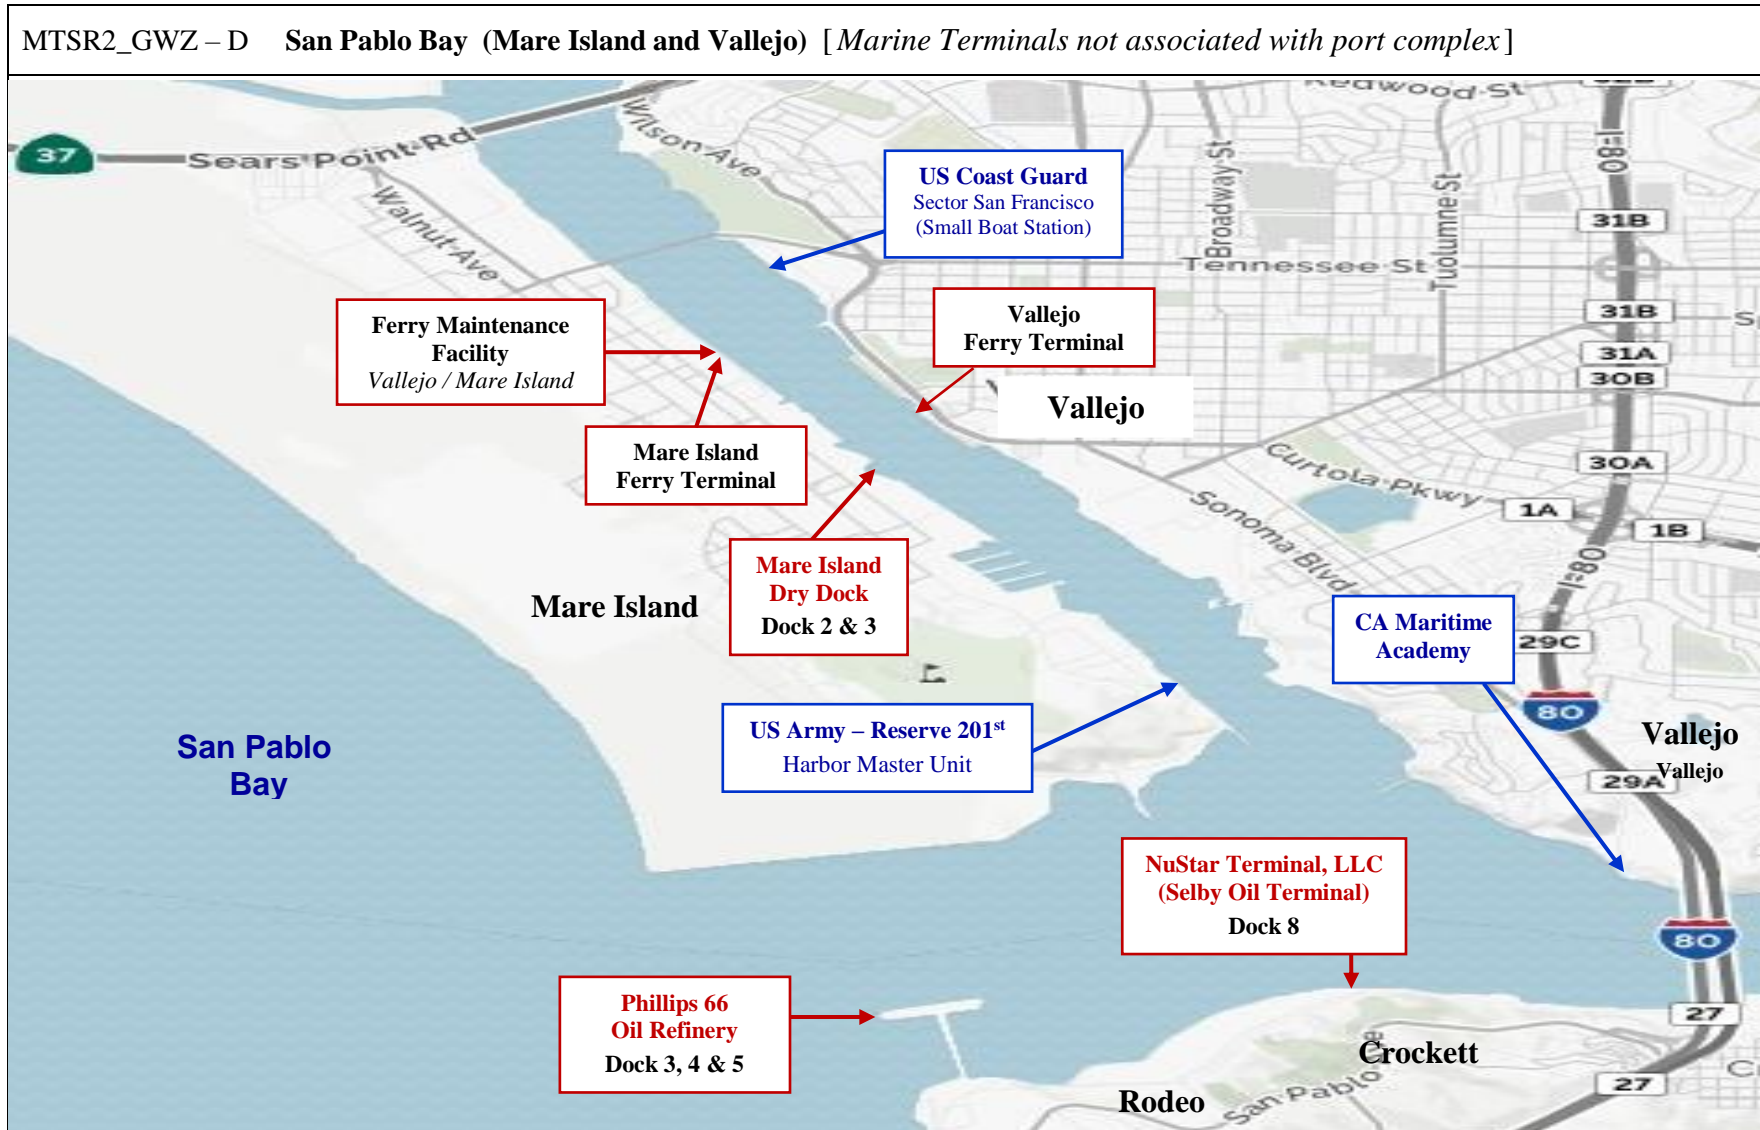 MTSR2_GWZ – D San Pablo Bay (Mare Island and Vallejo) [Marine Terminals not associated with port complex]
Redwood St
I-80
37
Sears Point Rd
Wilson Ave
Walnut Ave
US Coast Guard
Sector San Francisco
(Small Boat Station)
Broadway St
Tuolumne St
31B
Tennessee St
Ferry Maintenance
Facility
Vallejo / Mare Island
Vallejo
Ferry Terminal
31B
31A
30B
Vallejo
Mare Island
Ferry Terminal
Curtola Pkwy
30A
1A
1B
Sonoma Blvd
I-80
Mare Island
Dry Dock
Dock 2 & 3
Mare Island
CA Maritime
Academy
29C
80
US Army – Reserve 201st
Harbor Master Unit
San Pablo
Bay
Vallejo
Vallejo
29A
NuStar Terminal, LLC
(Selby Oil Terminal)
Dock 8
80
Phillips 66
Oil Refinery
Dock 3, 4 & 5
27
Crockett
27
Rodeo
San Pablo